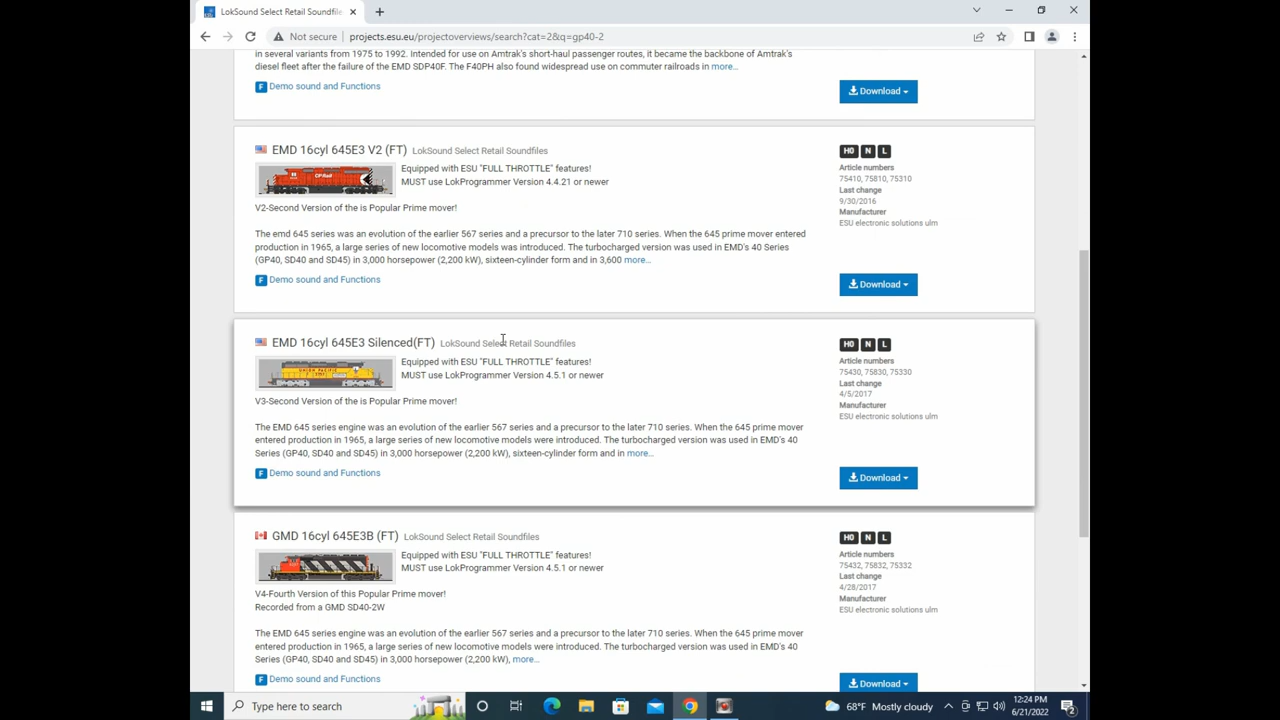 LokSound Select Retail Soundfile
Not secure
projects.esu.eu/projectoverviews/search?cat=2&q=gp40-2
in several variants from 1975 to 1992. Intended for use on Amtrak's short-haul passenger routes, it became the backbone of Amtrak's
diesel fleet after the failure of the EMD SDP40F. The F40PH also found widespread use on commuter railroads in more...
F Demo sound and Functions
Download
EMD 16cyl 645E3 V2 (FT) LokSound Select Retail Soundfiles
Equipped with ESU "FULL THROTTLE" features!
MUST use LokProgrammer Version 4.4.21 or newer
V2-Second Version of the is Popular Prime mover!
The emd 645 series was an evolution of the earlier 567 series and a precursor to the later 710 series. When the 645 prime mover entered
production in 1965, a large series of new locomotive models was introduced. The turbocharged version was used in EMD's 40 Series
(GP40, SD40 and SD45) in 3,000 horsepower (2,200 kW), sixteen-cylinder form and in 3,600 more...
F Demo sound and Functions
H0 N L
Article numbers
75410, 75810, 75310
Last change
9/30/2016
Manufacturer
ESU electronic solutions ulm
Download
EMD 16cyl 645E3 Silenced(FT) LokSound Select Retail Soundfiles
Equipped with ESU "FULL THROTTLE" features!
MUST use LokProgrammer Version 4.5.1 or newer
V3-Second Version of the is Popular Prime mover!
The EMD 645 series engine was an evolution of the earlier 567 series and a precursor to the later 710 series. When the 645 prime mover
entered production in 1965, a large series of new locomotive models were introduced. The turbocharged version was used in EMD's 40
Series (GP40, SD40 and SD45) in 3,000 horsepower (2,200 kW), sixteen-cylinder form and in more...
F Demo sound and Functions
H0 N L
Article numbers
75430, 75830, 75330
Last change
4/5/2017
Manufacturer
ESU electronic solutions ulm
Download
GMD 16cyl 645E3B (FT) LokSound Select Retail Soundfiles
Equipped with ESU "FULL THROTTLE" features!
MUST use LokProgrammer Version 4.5.1 or newer
V4-Fourth Version of this Popular Prime mover!
Recorded from a GMD SD40-2W
The EMD 645 series engine was an evolution of the earlier 567 series and a precursor to the later 710 series. When the 645 prime mover
entered production in 1965, a large series of new locomotive models were introduced. The turbocharged version was used in EMD's 40
Series (GP40, SD40 and SD45) in 3,000 horsepower (2,200 kW), more...
F Demo sound and Functions
H0 N L
Article numbers
75432, 75832, 75332
Last change
4/28/2017
Manufacturer
ESU electronic solutions ulm
Download
Type here to search
68°F Mostly cloudy
12:24 PM
6/21/2022
2